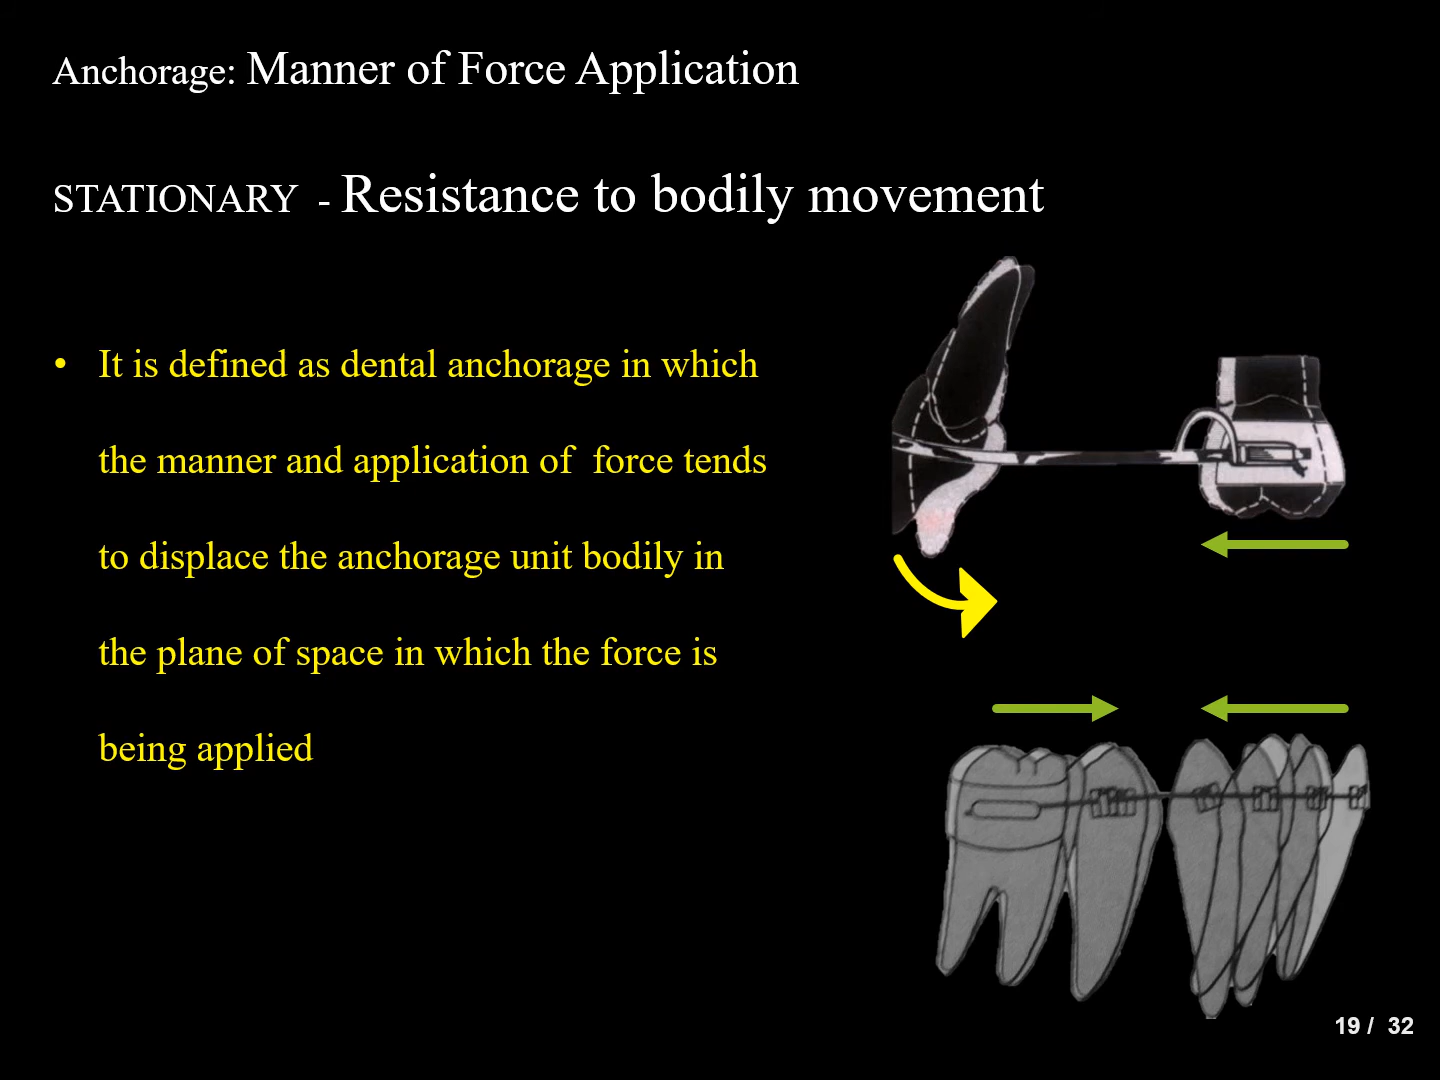 Anchorage: Manner of Force Application
STATIONARY - Resistance to bodily movement
• It is defined as dental anchorage in which
the manner and application of force tends
to displace the anchorage unit bodily in
the plane of space in which the force is
being applied
19 / 32